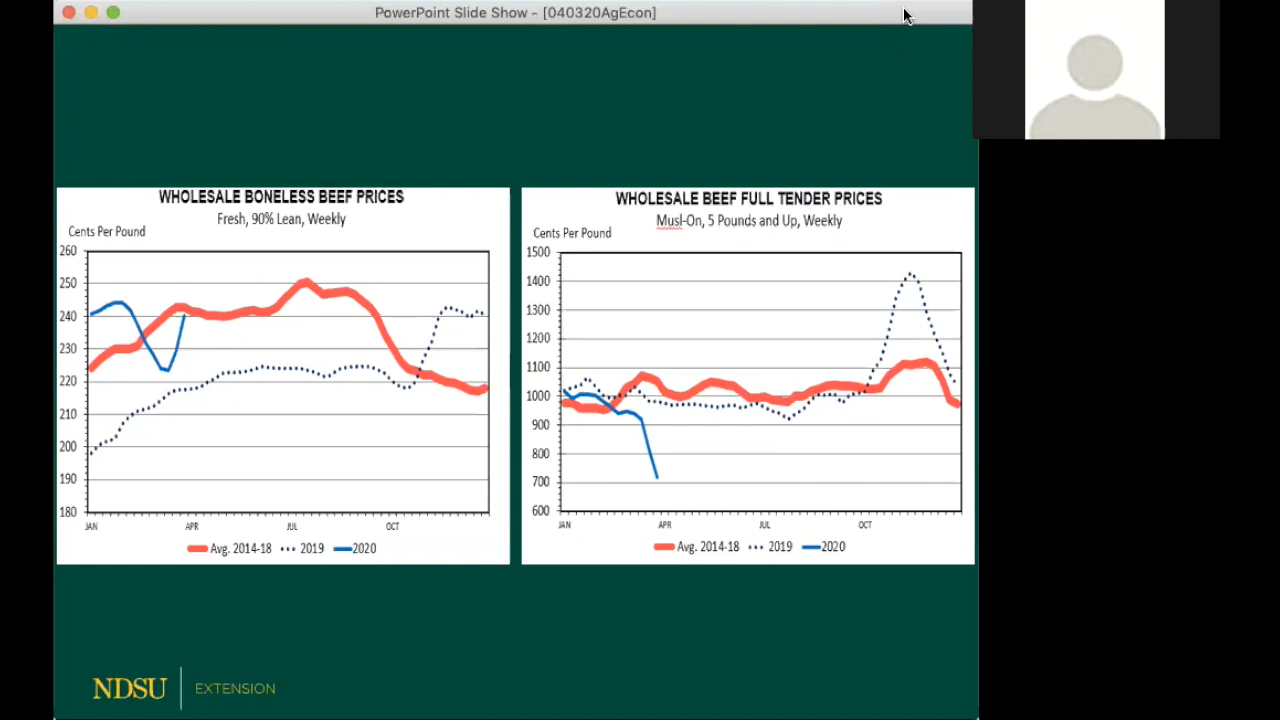 PowerPoint Slide Show - [040320AgEcon]
WHOLESALE BONELESS BEEF PRICES
Fresh, 90% Lean, Weekly
Cents Per Pound
260
250
240
230
220
210
200
190
180
JAN APR JUL OCT
Avg. 2014-18 2019 2020
WHOLESALE BEEF FULL TENDER PRICES
Musl-On, 5 Pounds and Up, Weekly
Cents Per Pound
1500
1400
1300
1200
1100
1000
900
800
700
600
JAN APR JUL OCT
Avg. 2014-18 2019 2020
NDSU EXTENSION